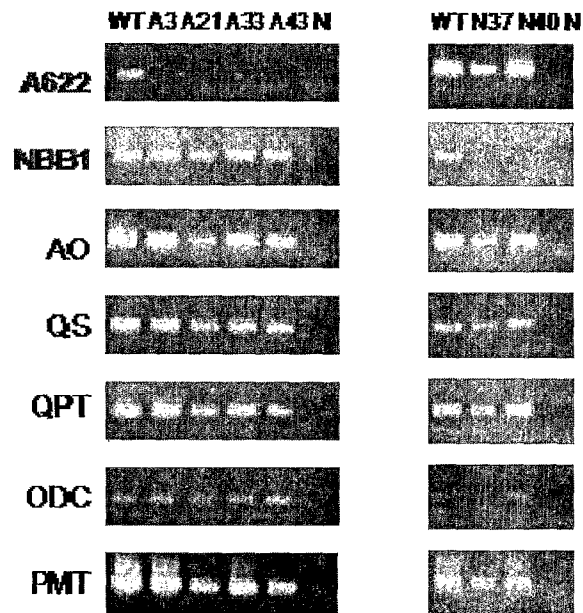 WT A3 A21 A33 A43 N WT N37 N40 N
A622
NBB1
AO
QS
QPT
ODC
PMT